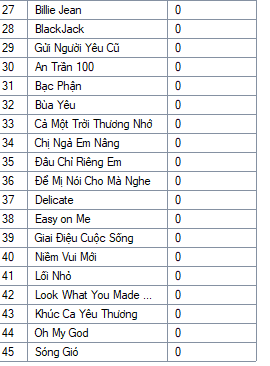 27 Billie Jean 0
28 BlackJack 0
29 Gửi Người Yêu Cũ 0
30 An Trần 100 0
31 Bạc Phận 0
32 Bùa Yêu 0
33 Cả Một Trời Thương Nhớ 0
34 Chị Ngả Em Nâng 0
35 Đâu Chỉ Riêng Em 0
36 Để Mị Nói Cho Mà Nghe 0
37 Delicate 0
38 Easy on Me 0
39 Giai Điệu Cuộc Sống 0
40 Niềm Vui Mới 0
41 Lối Nhỏ 0
42 Look What You Made ... 0
43 Khúc Ca Yêu Thương 0
44 Oh My God 0
45 Sóng Gió 0